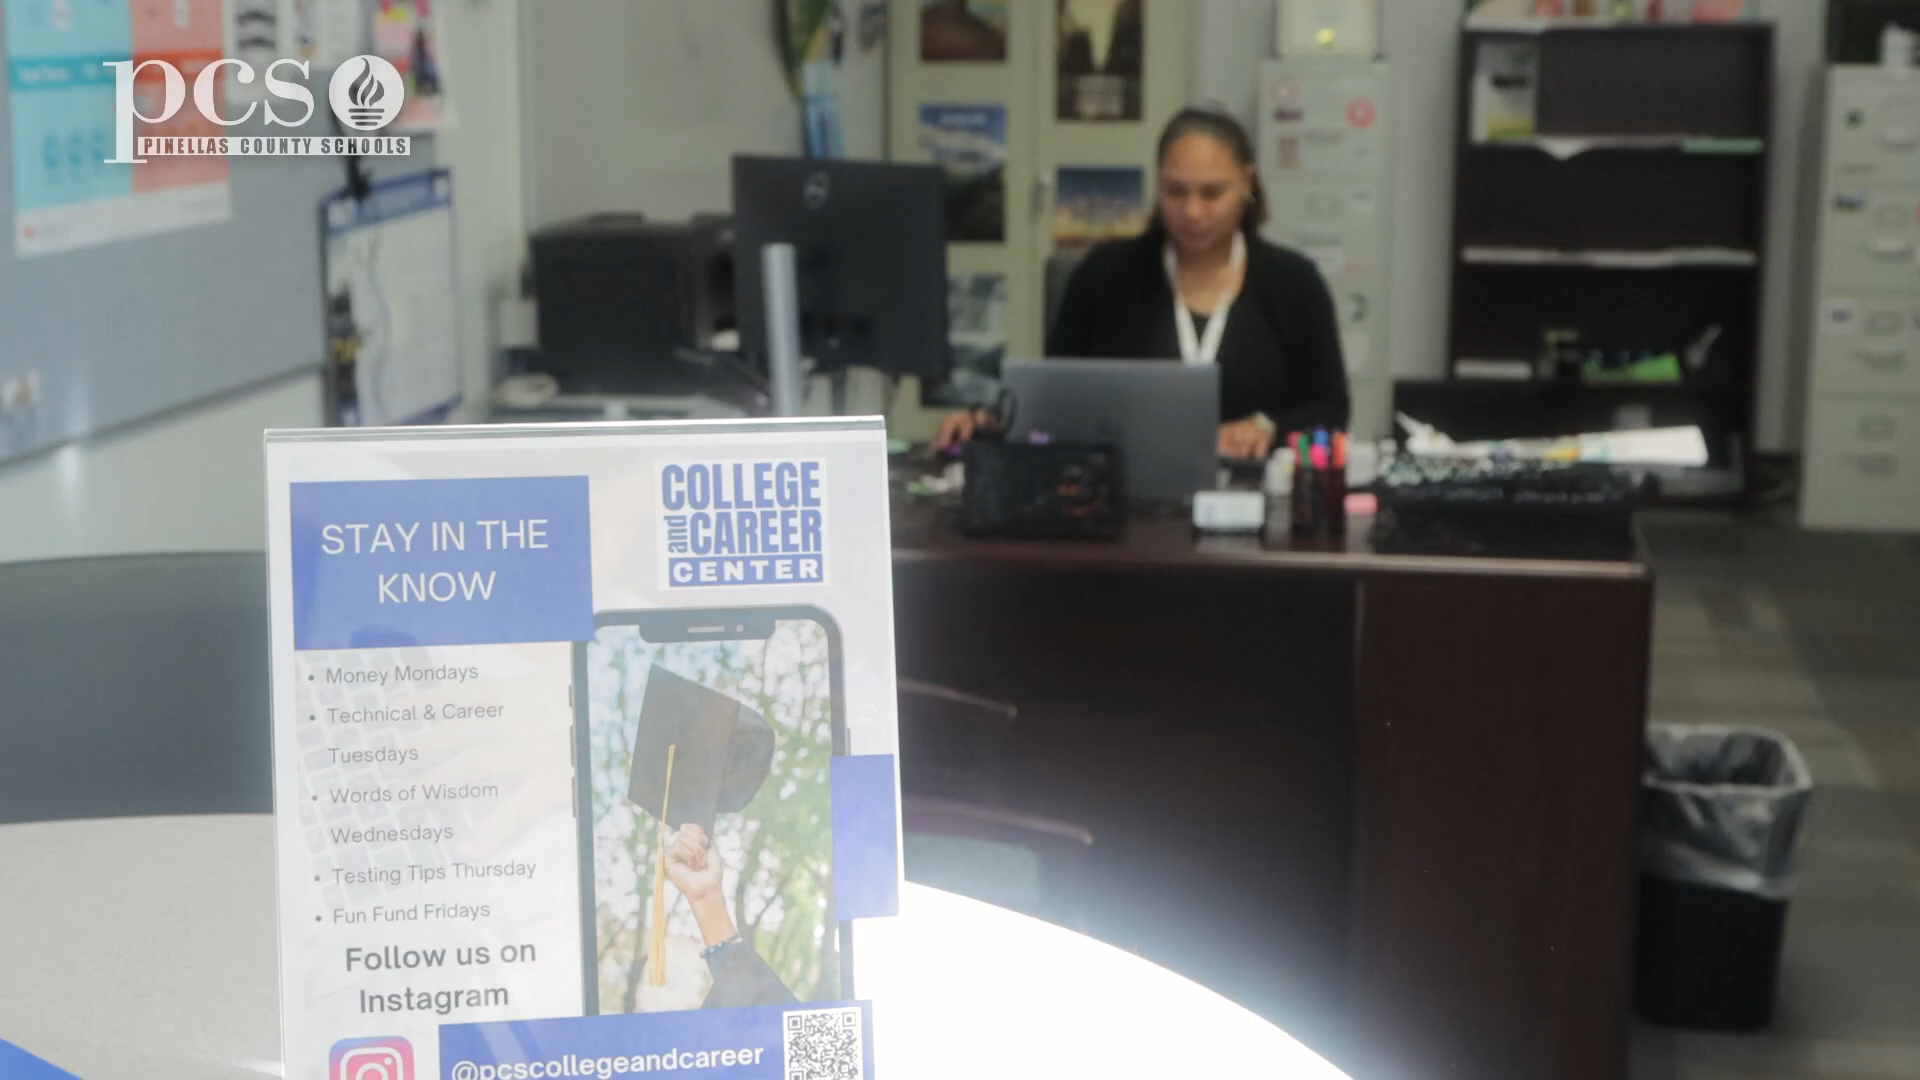 pcs
PINELLAS COUNTY SCHOOLS
STAY IN THE
KNOW
COLLEGE
and CAREER
CENTER
• Money Mondays
• Technical & Career
Tuesdays
• Words of Wisdom
Wednesdays
• Testing Tips Thursday
• Fun Fund Fridays
Follow us on
Instagram
@pcscollegeandcareer